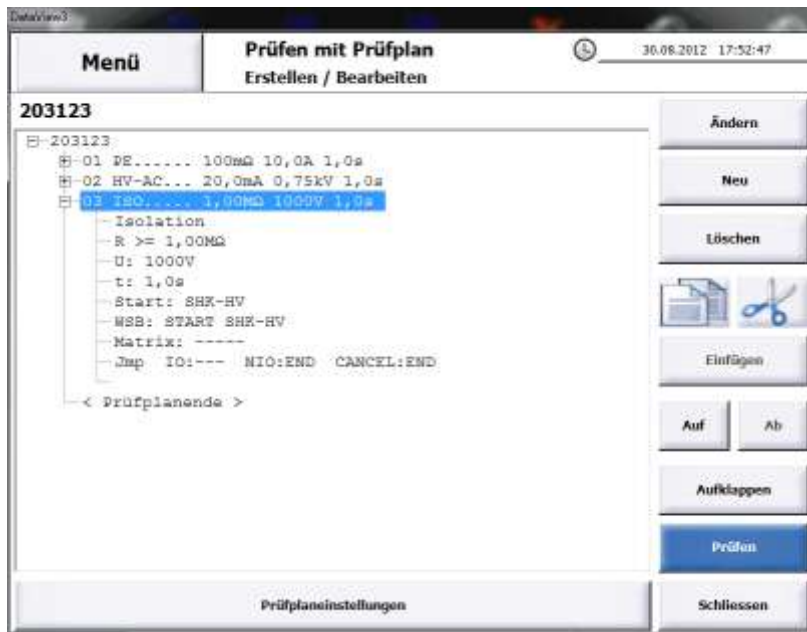 DataView3
Menü
Prüfen mit Prüfplan
Erstellen / Bearbeiten
30.08.2012 17:52:47
203123
203123
01 PE...... 100mΩ 10,0A 1,0s
02 HV-AC... 20,0mA 0,75kV 1,0s
03 ISO..... 1,00MΩ 1000V 1,0s
Isolation
R >= 1,00MΩ
U: 1000V
t: 1,0s
Start: SHK-HV
WSB: START SHK-HV
Matrix: -----
Jmp IO:--- NIO:END CANCEL:END
< Prüfplanende >
Ändern
Neu
Löschen
Einfügen
Auf
Ab
Aufklappen
Prüfen
Prüfplaneinstellungen
Schliessen